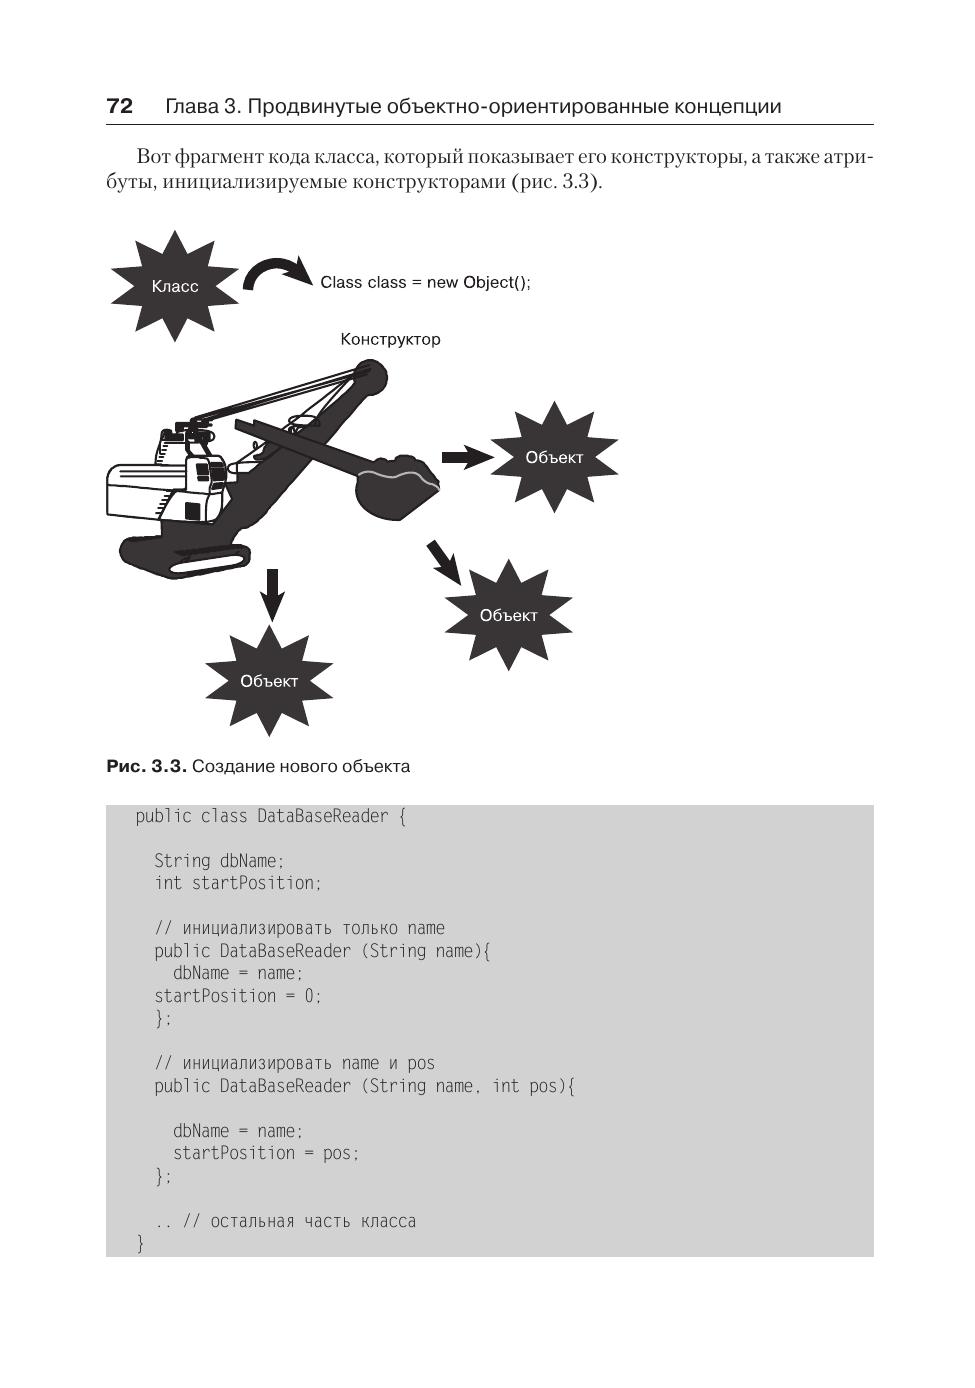 72 Глава 3. Продвинутые объектно-ориентированные концепции
Вот фрагмент кода класса, который показывает его конструкторы, а также атри-
буты, инициализируемые конструкторами (рис. 3.3).
Класс
Class class = new Object();
Конструктор
Объект
Объект
Объект
Рис. 3.3. Создание нового объекта
public class DataBaseReader {
String dbName;
int startPosition;
// инициализировать только name
public DataBaseReader (String name){
dbName = name;
startPosition = 0;
};
// инициализировать name и pos
public DataBaseReader (String name, int pos){
dbName = name;
startPosition = pos;
};
.. // остальная часть класса
}